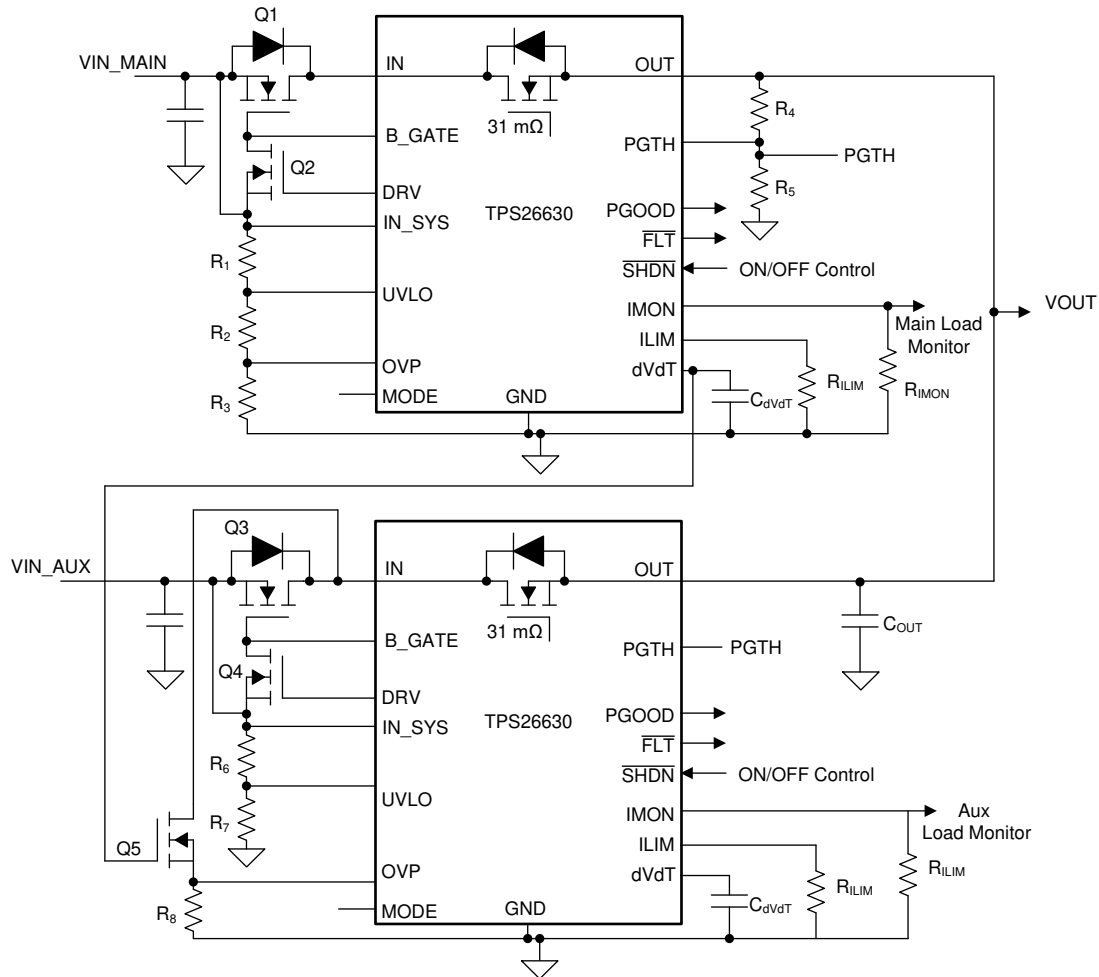 Q1
VIN_MAIN
IN
OUT
31 mΩ
R4
B_GATE
PGTH
PGTH
Q2
DRV
R5
TPS26630
PGOOD
IN_SYS
FLT
R1
SHDN
ON/OFF Control
UVLO
IMON
VOUT
Main Load
Monitor
R2
ILIM
OVP
dVdT
RILIM
RIMON
R3
MODE
GND
CdVdT
Q3
VIN_AUX
IN
OUT
31 mΩ
COUT
B_GATE
PGTH
PGTH
Q4
DRV
TPS26630
PGOOD
IN_SYS
FLT
R6
SHDN
ON/OFF Control
UVLO
IMON
Aux
Load Monitor
R7
ILIM
Q5
OVP
dVdT
RILIM
RILIM
R8
MODE
GND
CdVdT